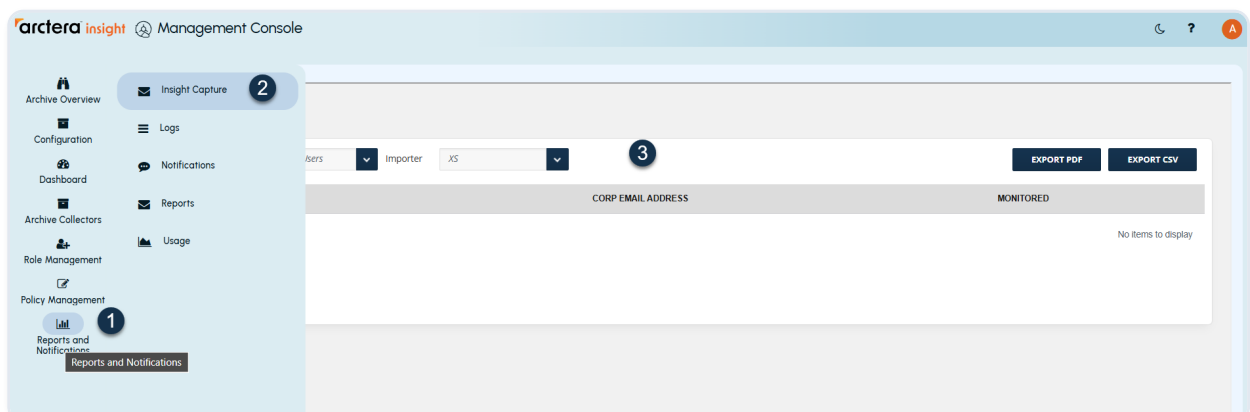 arctera insight Management Console
?
A
Archive Overview
Configuration
Dashboard
Archive Collectors
Role Management
Policy Management
1
Reports and
Notifications
Reports and Notifications
Insight Capture
2
Logs
Notifications
Reports
Usage
Importer
XS
3
EXPORT PDF
EXPORT CSV
CORP EMAIL ADDRESS
MONITORED
No items to display